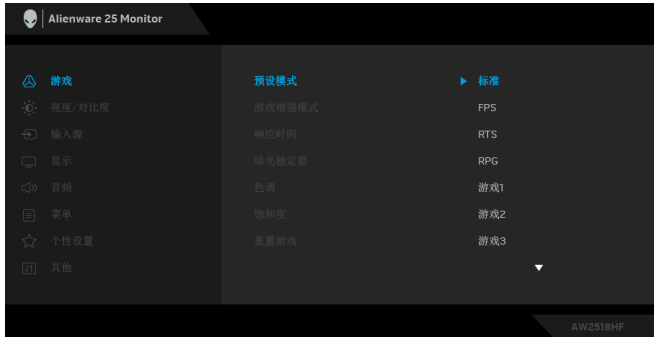 Alienware 25 Monitor
游戏
亮度/对比度
输入源
显示
音频
菜单
个性设置
其他
预设模式
游戏增强模式
响应时间
暗光稳定器
色调
饱和度
重置游戏
标准
FPS
RTS
RPG
游戏1
游戏2
游戏3
AW2518HF